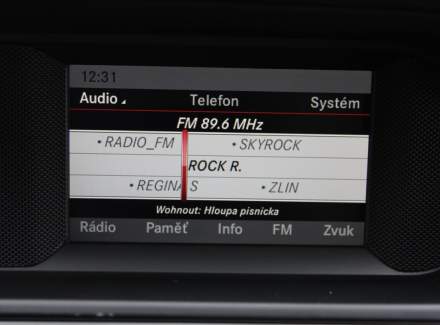 12:31
Audio Telefon Systém
FM 89.6 MHz
• RADIO_FM • SKYROCK
ROCK R.
• REGINA S • ZLIN
Wohnout: Hloupa pisnicka
Rádio Paměť Info FM Zvuk